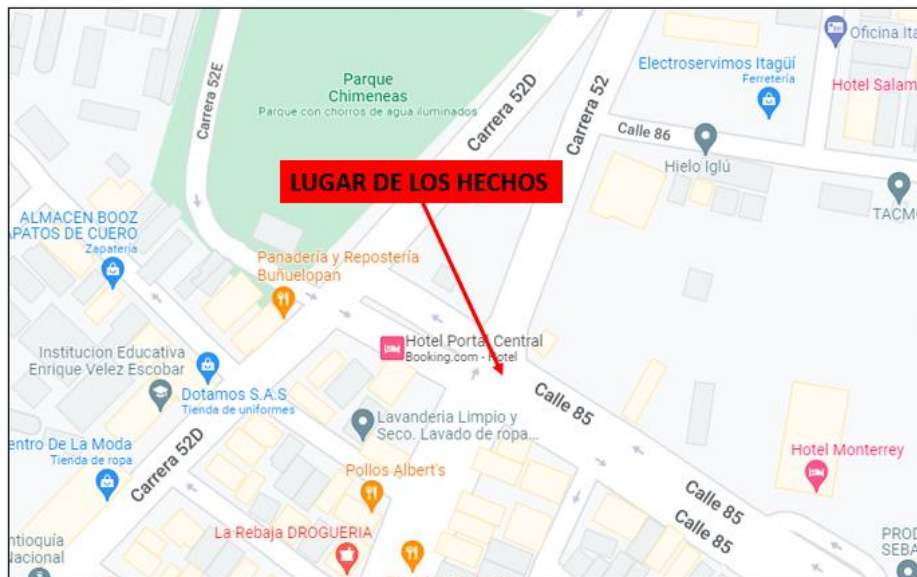 Oficina Ita
Electroservimos Itagüí
Ferretería
Hotel Salam
Parque
Chimeneas
Parque con chorros de agua iluminados
Carrera 52E
Carrera 52D
Carrera 52
Calle 86
Hielo Iglú
TACMO
LUGAR DE LOS HECHOS
ALMACEN BOOZ
APATOS DE CUERO
Zapatería
Panadería y Repostería
Buñuelopan
Hotel Portal Central
Booking.com - Hotel
Institucion Educativa
Enrique Velez Escobar
Dotamos S.A.S
Tienda de uniformes
Calle 85
Lavanderia Limpio y
Seco. Lavado de ropa...
entro De La Moda
Tienda de ropa
Carrera 52D
Pollos Albert's
Hotel Monterrey
Calle 85
Calle 85
La Rebaja DROGUERIA
ntioquía
Nacional
PROD
SEBA